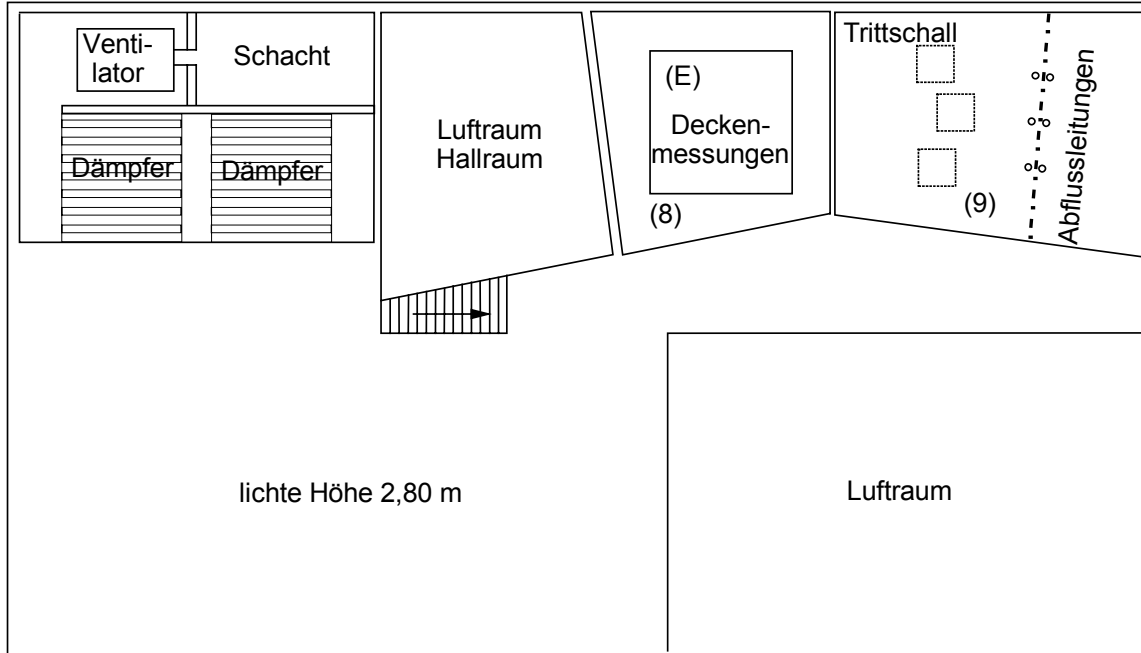 Venti-
lator
Schacht
Dämpfer
Dämpfer
Luftraum
Hallraum
(E)
Decken-
messungen
(8)
Trittschall
(9)
Abflussleitungen
lichte Höhe 2,80 m
Luftraum